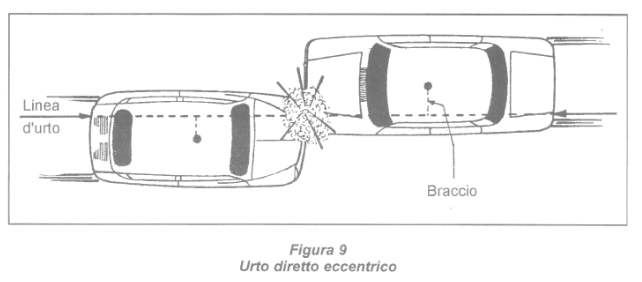 Linea
d'urto
Braccio
Figura 9
Urto diretto eccentrico